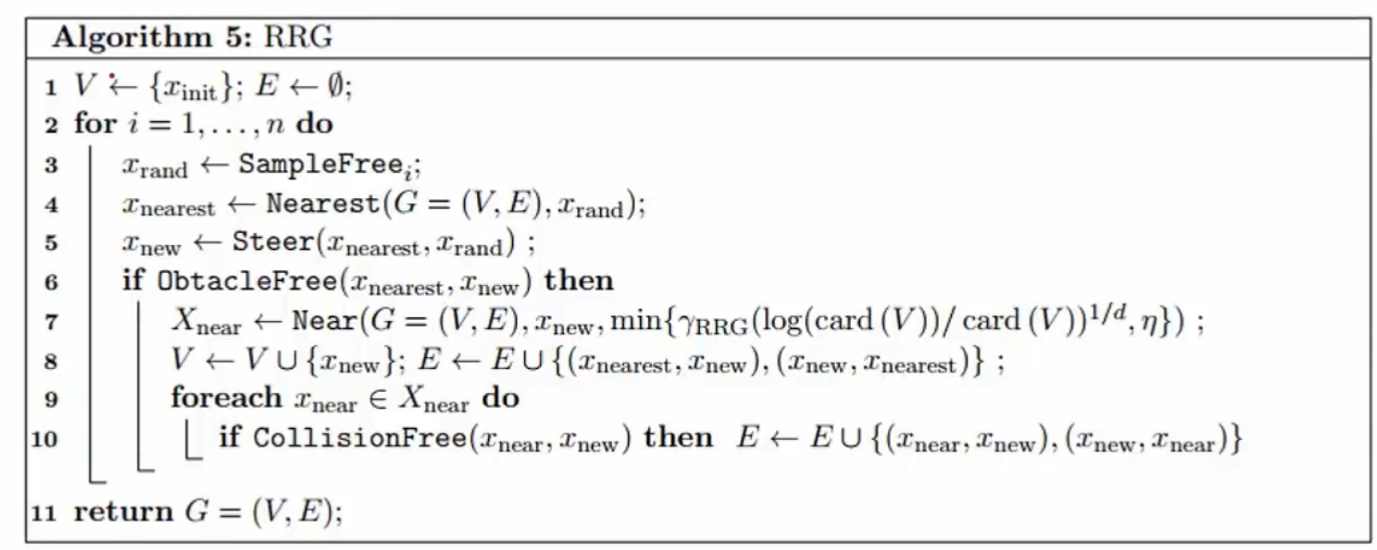 Algorithm 5: RRG
1 V ← {x_init}; E ← ∅;
2 for i = 1, . . . , n do
3 x_rand ← SampleFree_i;
4 x_nearest ← Nearest(G = (V, E), x_rand);
5 x_new ← Steer(x_nearest, x_rand) ;
6 if ObtacleFree(x_nearest, x_new) then
7 X_near ← Near(G = (V, E), x_new, min{γ_RRG(log(card (V))/ card (V))^{1/d}, η}) ;
8 V ← V ∪ {x_new}; E ← E ∪ {(x_nearest, x_new), (x_new, x_nearest)} ;
9 foreach x_near ∈ X_near do
10 if CollisionFree(x_near, x_new) then E ← E ∪ {(x_near, x_new), (x_new, x_near)}
11 return G = (V, E);